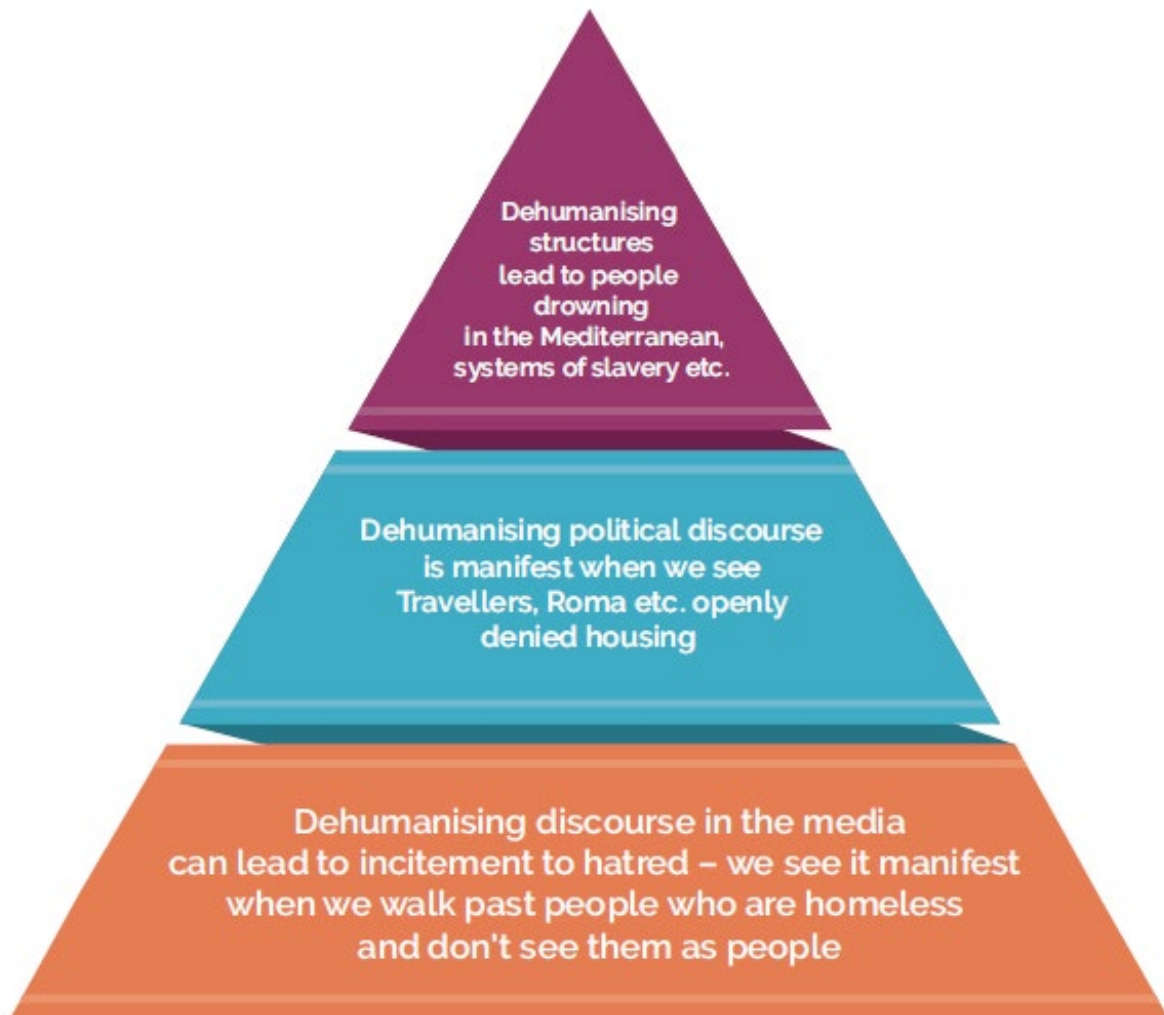 Dehumanising
structures
lead to people
drowning
in the Mediterranean,
systems of slavery etc.
Dehumanising political discourse
is manifest when we see
Travellers, Roma etc. openly
denied housing
Dehumanising discourse in the media
can lead to incitement to hatred – we see it manifest
when we walk past people who are homeless
and don't see them as people